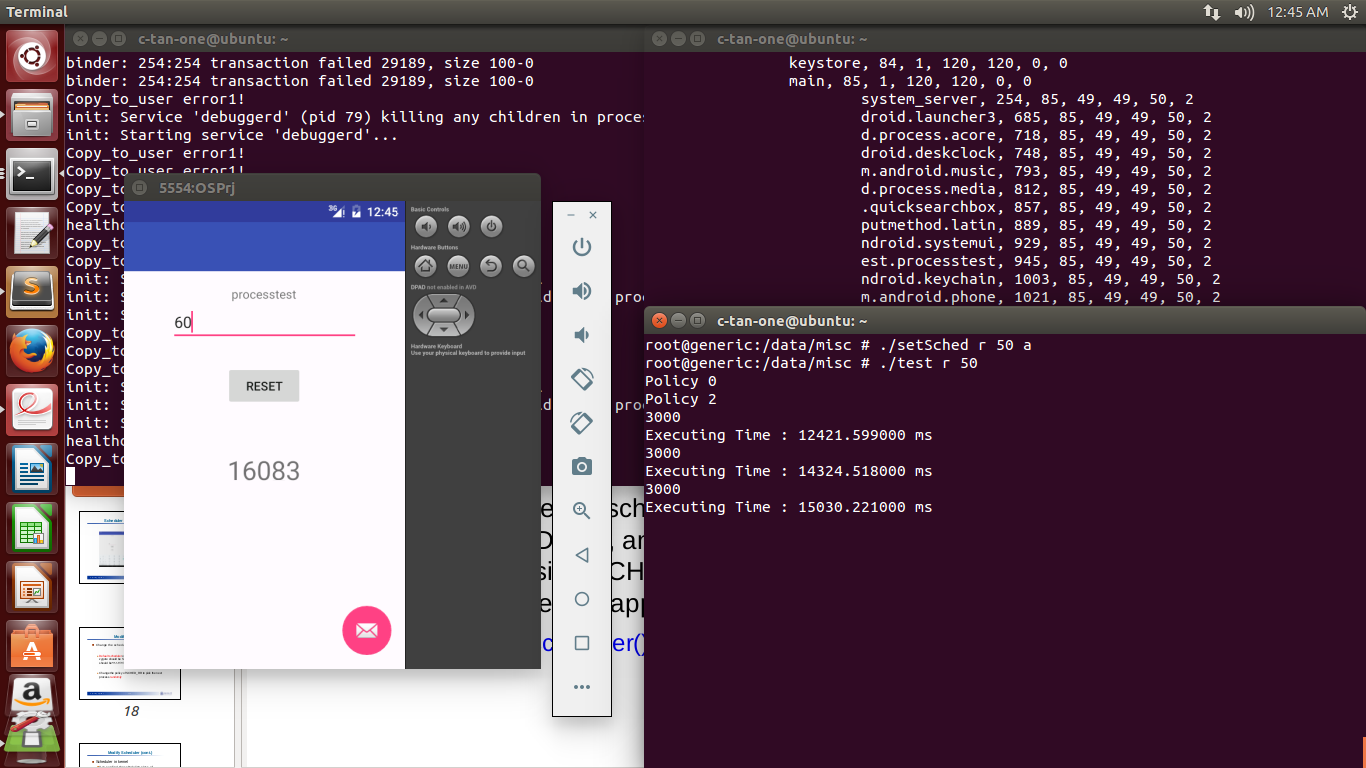 Terminal
12:45 AM
c-tan-one@ubuntu: ~
binder: 254:254 transaction failed 29189, size 100-0
binder: 254:254 transaction failed 29189, size 100-0
Copy_to_user error1!
init: Service 'debuggerd' (pid 79) killing any children in proces
init: Starting service 'debuggerd'...
Copy_to_user error1!
Copy_to_user error1!
Copy_to
Copy_to
healthd
Copy_to
Copy_to
init: S
init: S
proc
init: S
Copy_to
Copy_to
Copy_to
init: S
init: S
proc
init: S
healthd
Copy_to
5554:OSPrj
3G
12:45
processtest
60
RESET
16083
Basic Controls
Hardware Buttons
MENU
DPAD not enabled in AVD
Hardware Keyboard
Use your physical keyboard to provide input
c-tan-one@ubuntu: ~
keystore, 84, 1, 120, 120, 0, 0
main, 85, 1, 120, 120, 0, 0
system_server, 254, 85, 49, 49, 50, 2
droid.launcher3, 685, 85, 49, 49, 50, 2
d.process.acore, 718, 85, 49, 49, 50, 2
droid.deskclock, 748, 85, 49, 49, 50, 2
m.android.music, 793, 85, 49, 49, 50, 2
d.process.media, 812, 85, 49, 49, 50, 2
.quicksearchbox, 857, 85, 49, 49, 50, 2
putmethod.latin, 889, 85, 49, 49, 50, 2
ndroid.systemui, 929, 85, 49, 49, 50, 2
est.processtest, 945, 85, 49, 49, 50, 2
ndroid.keychain, 1003, 85, 49, 49, 50, 2
m.android.phone, 1021, 85, 49, 49, 50, 2
c-tan-one@ubuntu: ~
root@generic:/data/misc # ./setSched r 50 a
root@generic:/data/misc # ./test r 50
Policy 0
Policy 2
3000
Executing Time : 12421.599000 ms
3000
Executing Time : 14324.518000 ms
3000
Executing Time : 15030.221000 ms
18
Modify Scheduler (cont.)